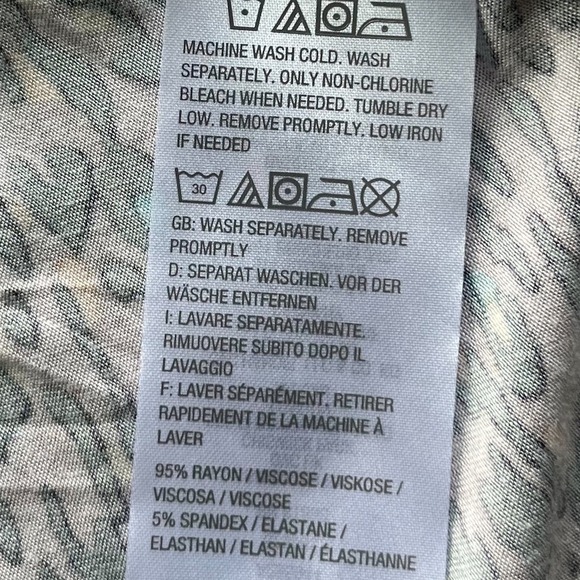 MACHINE WASH COLD. WASH
SEPARATELY. ONLY NON-CHLORINE
BLEACH WHEN NEEDED. TUMBLE DRY
LOW. REMOVE PROMPTLY. LOW IRON
IF NEEDED
30
GB: WASH SEPARATELY. REMOVE
PROMPTLY
D: SEPARAT WASCHEN. VOR DER
WÄSCHE ENTFERNEN
I: LAVARE SEPARATAMENTE.
RIMUOVERE SUBITO DOPO IL
LAVAGGIO
F: LAVER SÉPARÉMENT. RETIRER
RAPIDEMENT DE LA MACHINE À
LAVER
95% RAYON / VISCOSE / VISKOSE /
VISCOSA / VISCOSE
5% SPANDEX / ELASTANE /
ELASTHAN / ELASTAN / ÉLASTHANNE